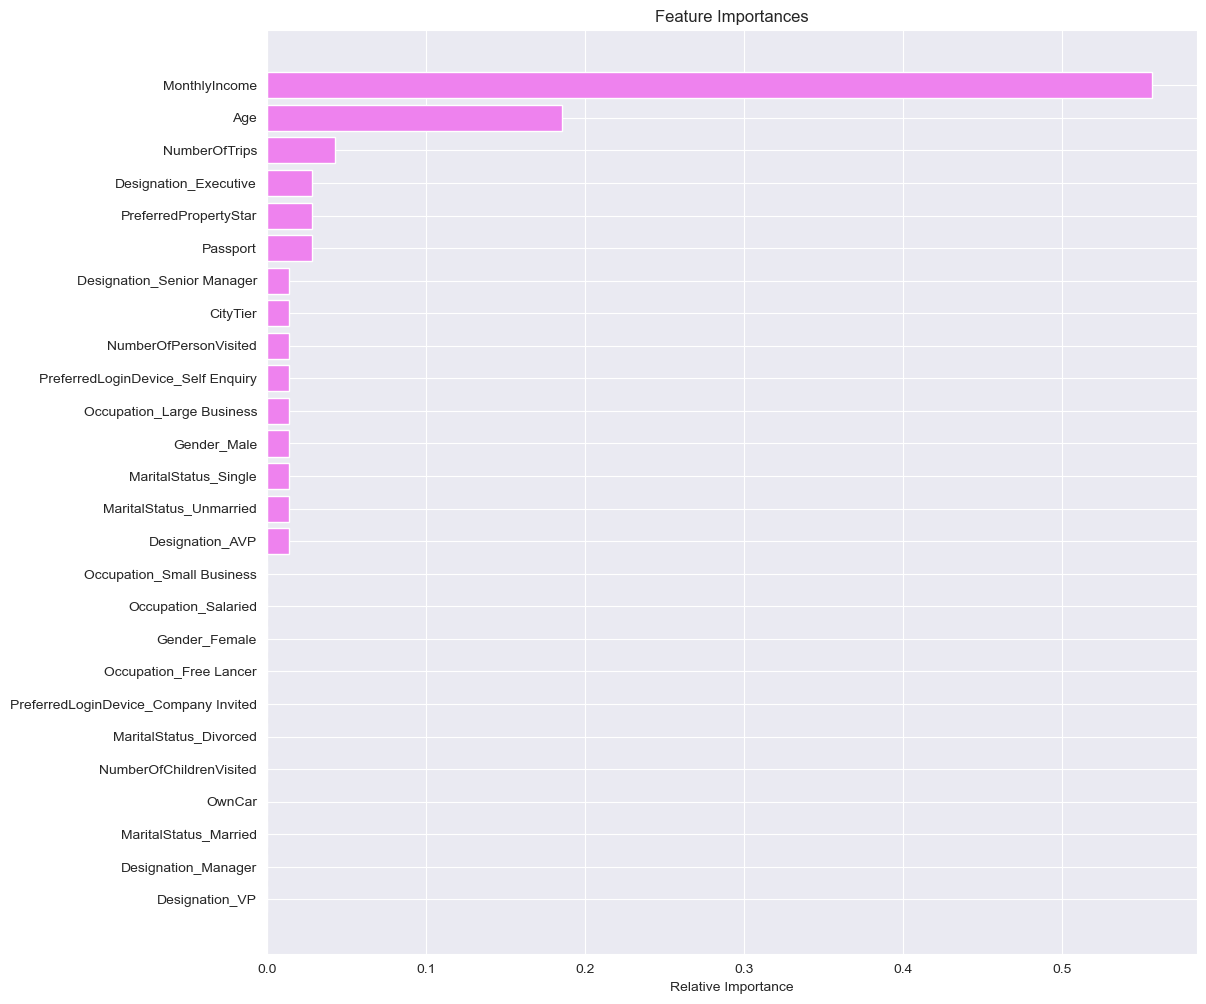 Feature Importances
MonthlyIncome
Age
NumberOfTrips
Designation_Executive
PreferredPropertyStar
Passport
Designation_Senior Manager
CityTier
NumberOfPersonVisited
PreferredLoginDevice_Self Enquiry
Occupation_Large Business
Gender_Male
MaritalStatus_Single
MaritalStatus_Unmarried
Designation_AVP
Occupation_Small Business
Occupation_Salaried
Gender_Female
Occupation_Free Lancer
PreferredLoginDevice_Company Invited
MaritalStatus_Divorced
NumberOfChildrenVisited
OwnCar
MaritalStatus_Married
Designation_Manager
Designation_VP
0.0 0.1 0.2 0.3 0.4 0.5
Relative Importance